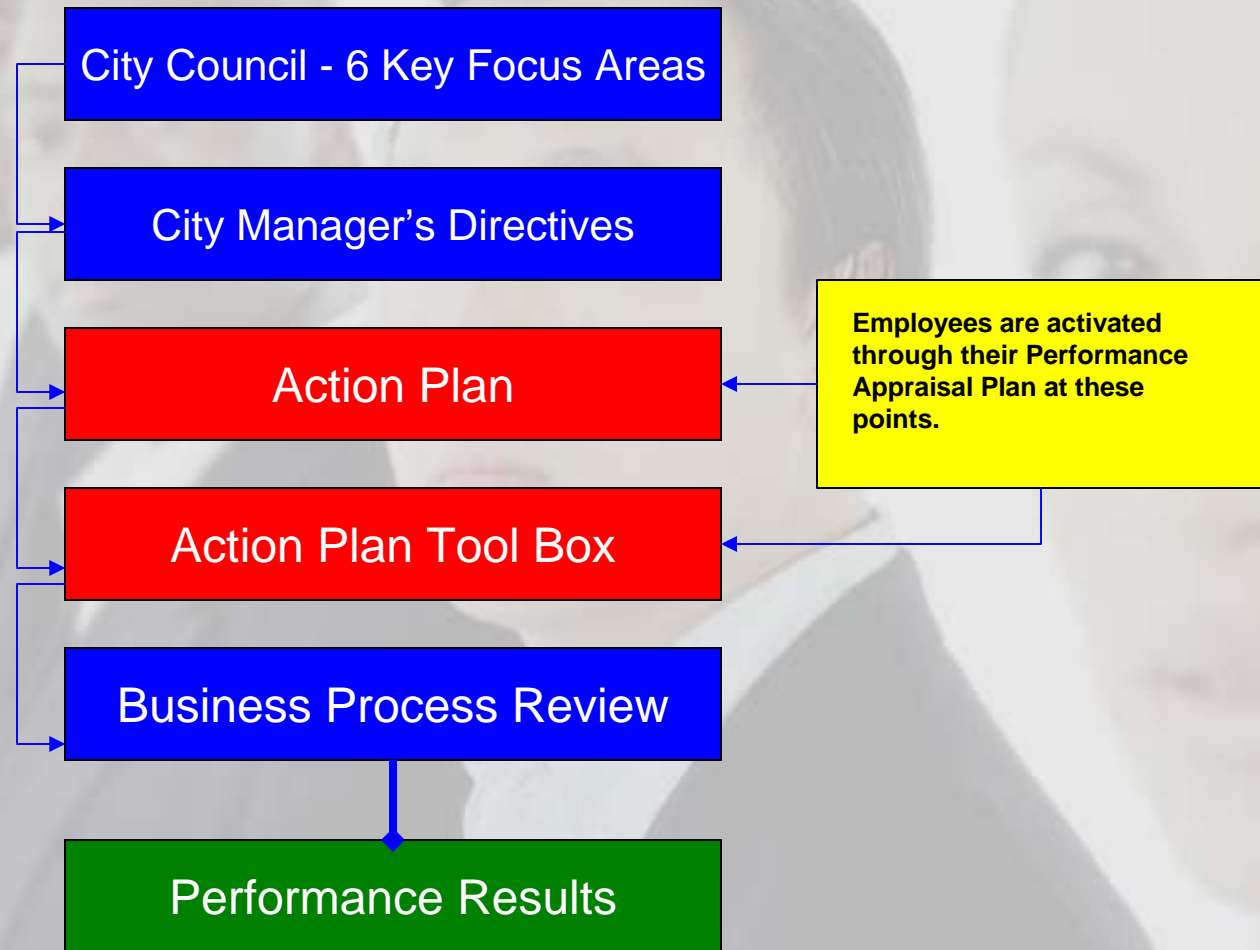 City Council - 6 Key Focus Areas
City Manager’s Directives
Action Plan
Employees are activated
through their Performance
Appraisal Plan at these
points.
Action Plan Tool Box
Business Process Review
Performance Results